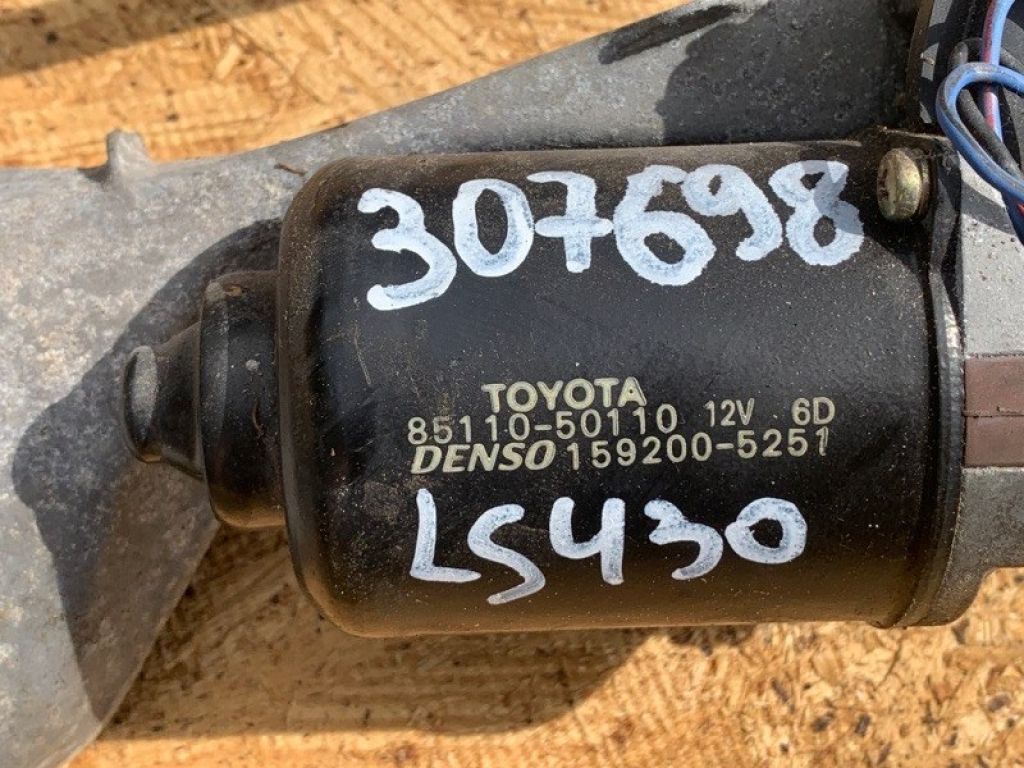 307698
TOYOTA
85110-50110 12V 6D
DENSO 159200-5251
LS430